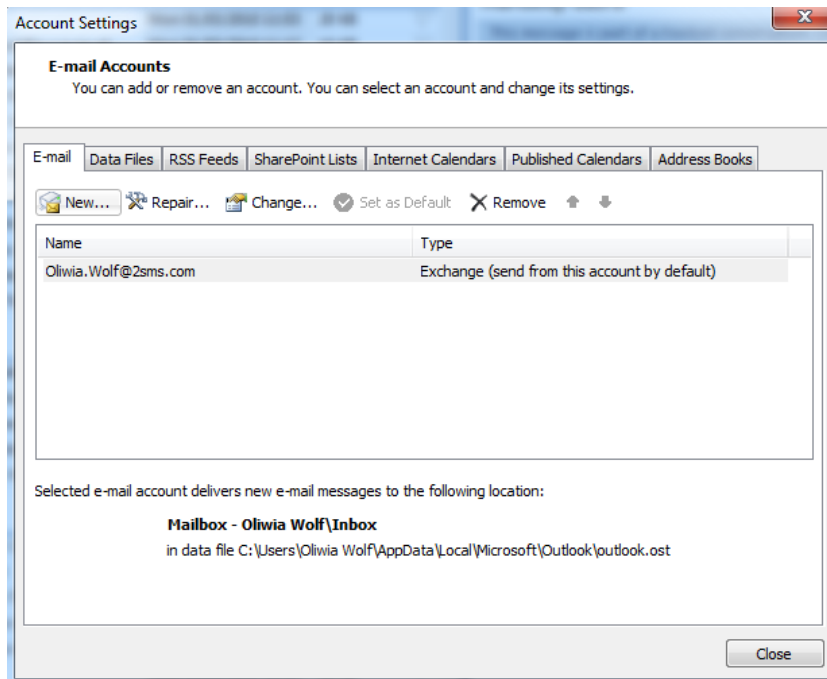 Account Settings
E-mail Accounts
You can add or remove an account. You can select an account and change its settings.
E-mail Data Files RSS Feeds SharePoint Lists Internet Calendars Published Calendars Address Books
New... Repair... Change... Set as Default Remove
Name Type
Oliwia.Wolf@2sms.com Exchange (send from this account by default)
Selected e-mail account delivers new e-mail messages to the following location:
Mailbox - Oliwia Wolf\Inbox
in data file C:\Users\Oliwia Wolf\AppData\Local\Microsoft\Outlook\outlook.ost
Close